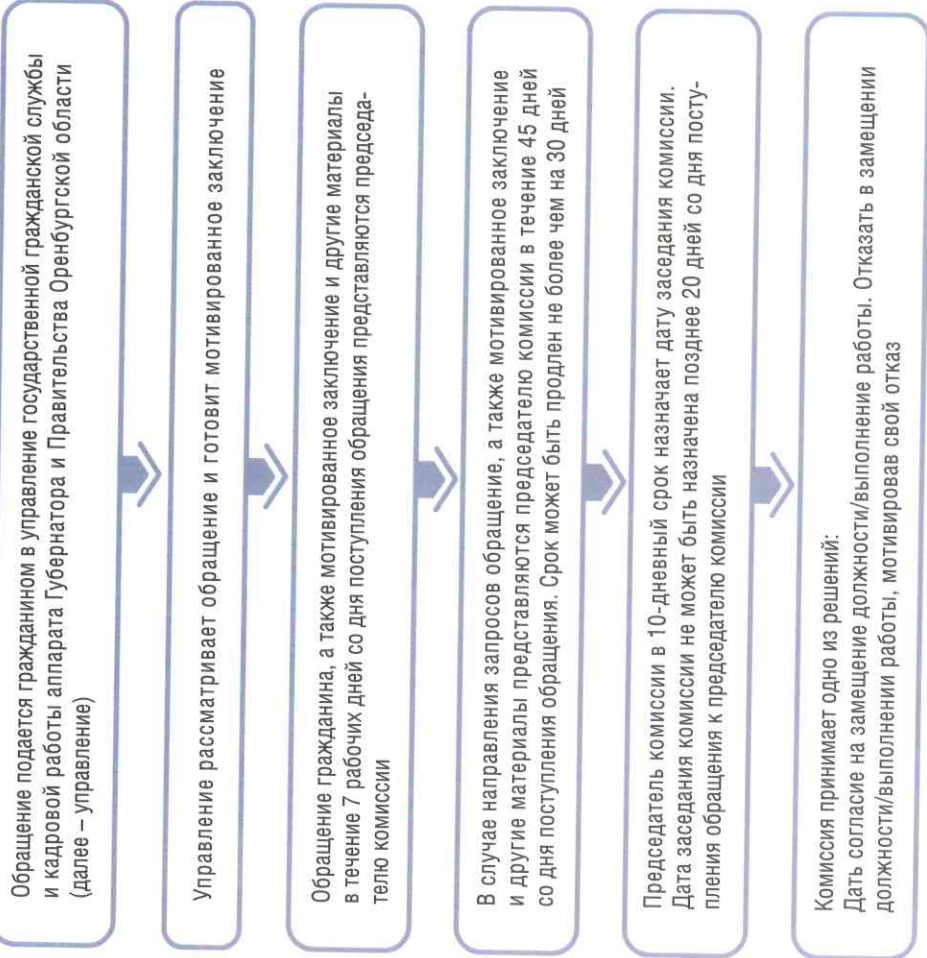 Обращение подается гражданином в управление государственной гражданской службы
и кадровой работы аппарата Губернатора и Правительства Оренбургской области
(далее – управление)
Управление рассматривает обращение и готовит мотивированное заключение
Обращение гражданина, а также мотивированное заключение и другие материалы
в течение 7 рабочих дней со дня поступления обращения представляются председа-
телю комиссии
В случае направления запросов обращение, а также мотивированное заключение
и другие материалы представляются председателю комиссии в течение 45 дней
со дня поступления обращения. Срок может быть продлен не более чем на 30 дней
Председатель комиссии в 10-дневный срок назначает дату заседания комиссии.
Дата заседания комиссии не может быть назначена позднее 20 дней со дня посту-
пления обращения к председателю комиссии
Комиссия принимает одно из решений:
Дать согласие на замещение должности/выполнение работы. Отказать в замещении
должности/выполнении работы, мотивировав свой отказ